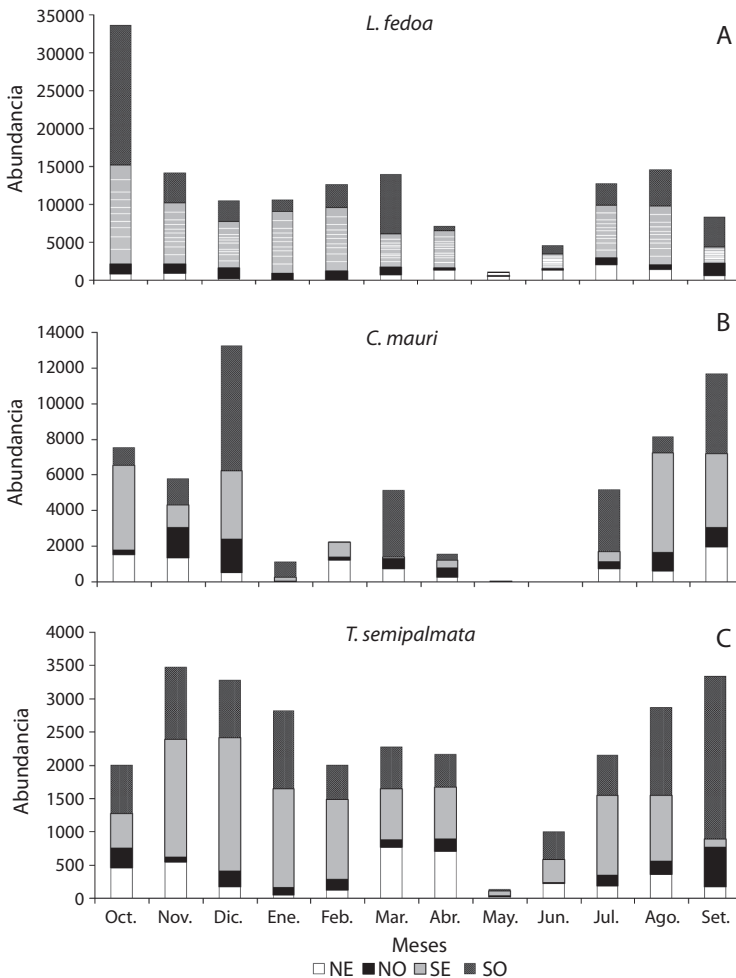 L. fedoa
A
Abundancia
35000
30000
25000
20000
15000
10000
5000
0
C. mauri
B
Abundancia
14000
12000
10000
8000
6000
4000
2000
0
T. semipalmata
C
Abundancia
4000
3500
3000
2500
2000
1500
1000
500
0
Oct. Nov. Dic. Ene. Feb. Mar. Abr. May. Jun. Jul. Ago. Set.
Meses
NE NO SE SO